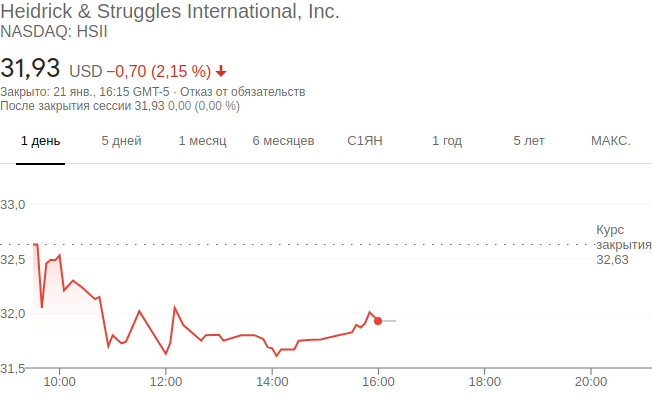 Heidrick & Struggles International, Inc.
NASDAQ: HSII
31,93 USD −0,70 (2,15 %)
Закрыто: 21 янв., 16:15 GMT-5 · Отказ от обязательств
После закрытия сессии 31,93 0,00 (0,00 %)
1 день 5 дней 1 месяц 6 месяцев С1ЯН 1 год 5 лет МАКС.
33,0
Курс
закрытия
32,63
32,5
32,0
31,5
10:00 12:00 14:00 16:00 18:00 20:00